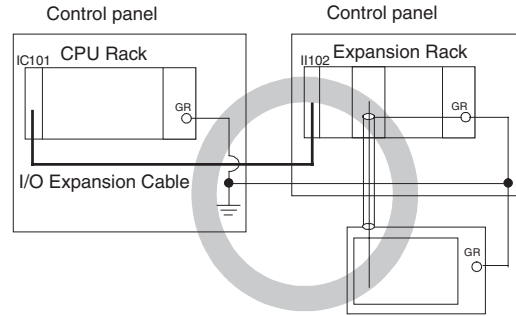 Control panel
Control panel
CPU Rack
IC101
GR
Expansion Rack
II102
GR
I/O Expansion Cable
GR